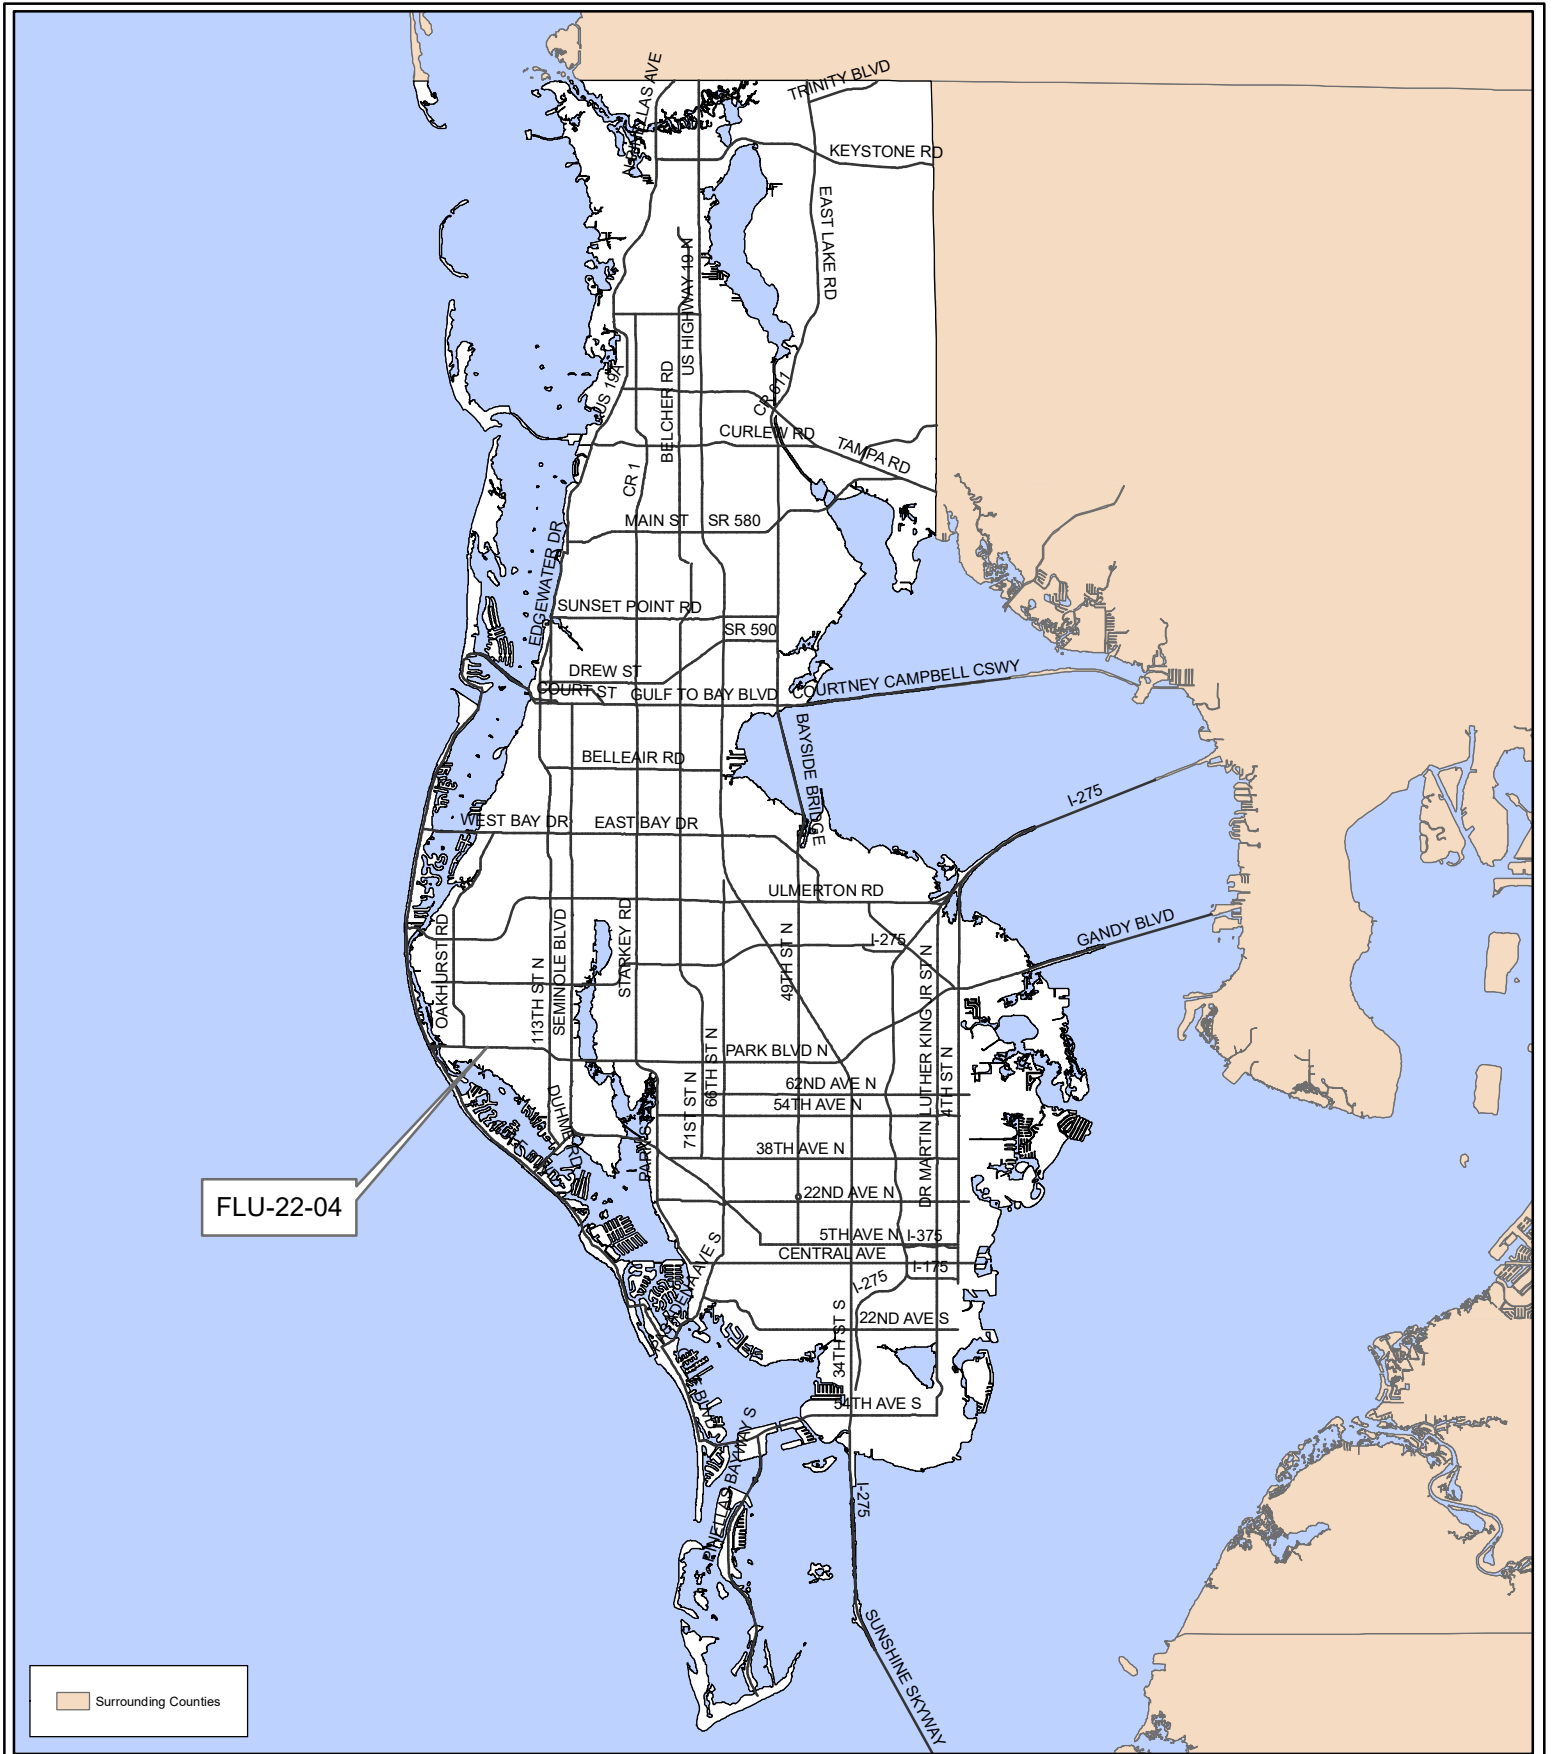 TRINITY BLVD
KEYSTONE RD
EAST LAKE RD
US HIGHWAY 19 N
US 19A
BELCHER RD
CR 611
CURLEW RD
TAMPA RD
CR 1
MAIN ST
SR 580
EDGEWATER DR
SUNSET POINT RD
SR 590
DREW ST
COURT ST
GULF TO BAY BLVD
COURTNEY CAMPBELL CSWY
BAYSIDE BRIDGE
BELLEAIR RD
I-275
WEST BAY DR
EAST BAY DR
ULMERTON RD
GANDY BLVD
OAKHURST RD
113TH ST N
SEMINOLE BLVD
STARKEY RD
49TH ST N
I-275
DR MARTIN LUTHER KING JR ST N
4TH ST N
PARK BLVD N
71ST ST N
66TH ST N
62ND AVE N
54TH AVE N
DUHME RD
PARK ST
38TH AVE N
22ND AVE N
FLU-22-04
5TH AVE N
I-375
CENTRAL AVE
I-175
I-275
34TH ST S
22ND AVE S
54TH AVE S
PINELLAS BAYWAY S
I-275
SUNSHINE SKYWAY
Surrounding Counties